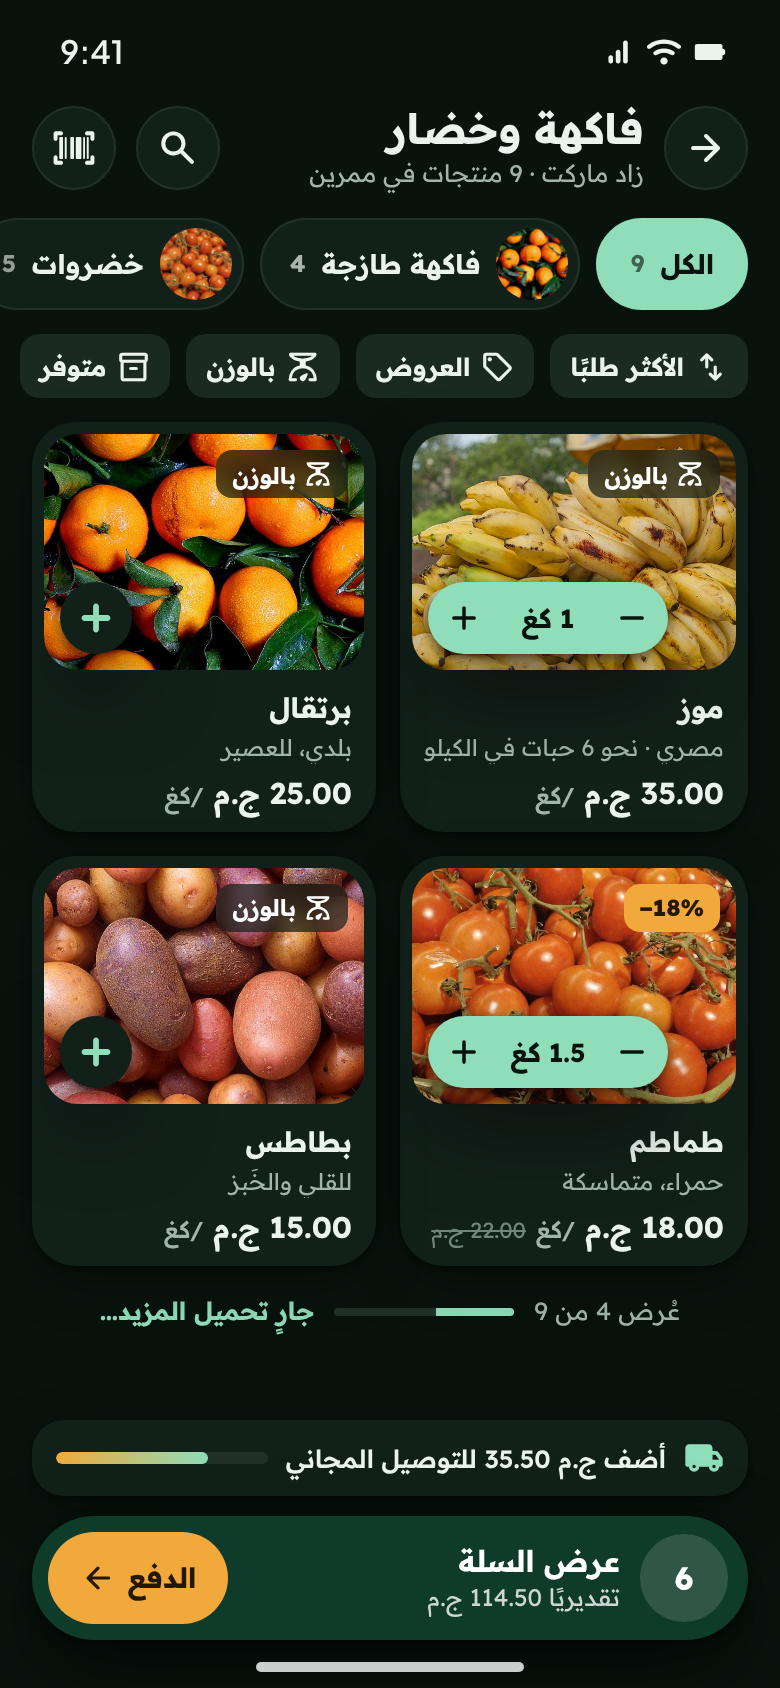 9:41
فاكهة وخضار
زاد ماركت · 9 منتجات في ممرين
الكل 9
فاكهة طازجة 4
خضروات 5
الأكثر طلبًا
العروض
بالوزن
متوفر
بالوزن
1 كغ
موز
مصري · نحو 6 حبات في الكيلو
35.00 ج.م /كغ
بالوزن
برتقال
بلدي، للعصير
25.00 ج.م /كغ
−18%
1.5 كغ
طماطم
حمراء، متماسكة
18.00 ج.م /كغ 22.00 ج.م
بالوزن
بطاطس
للقلي والخَبز
15.00 ج.م /كغ
عُرض 4 من 9
جارٍ تحميل المزيد...
أضف ج.م 35.50 للتوصيل المجاني
6
عرض السلة
تقديريًا 114.50 ج.م
الدفع